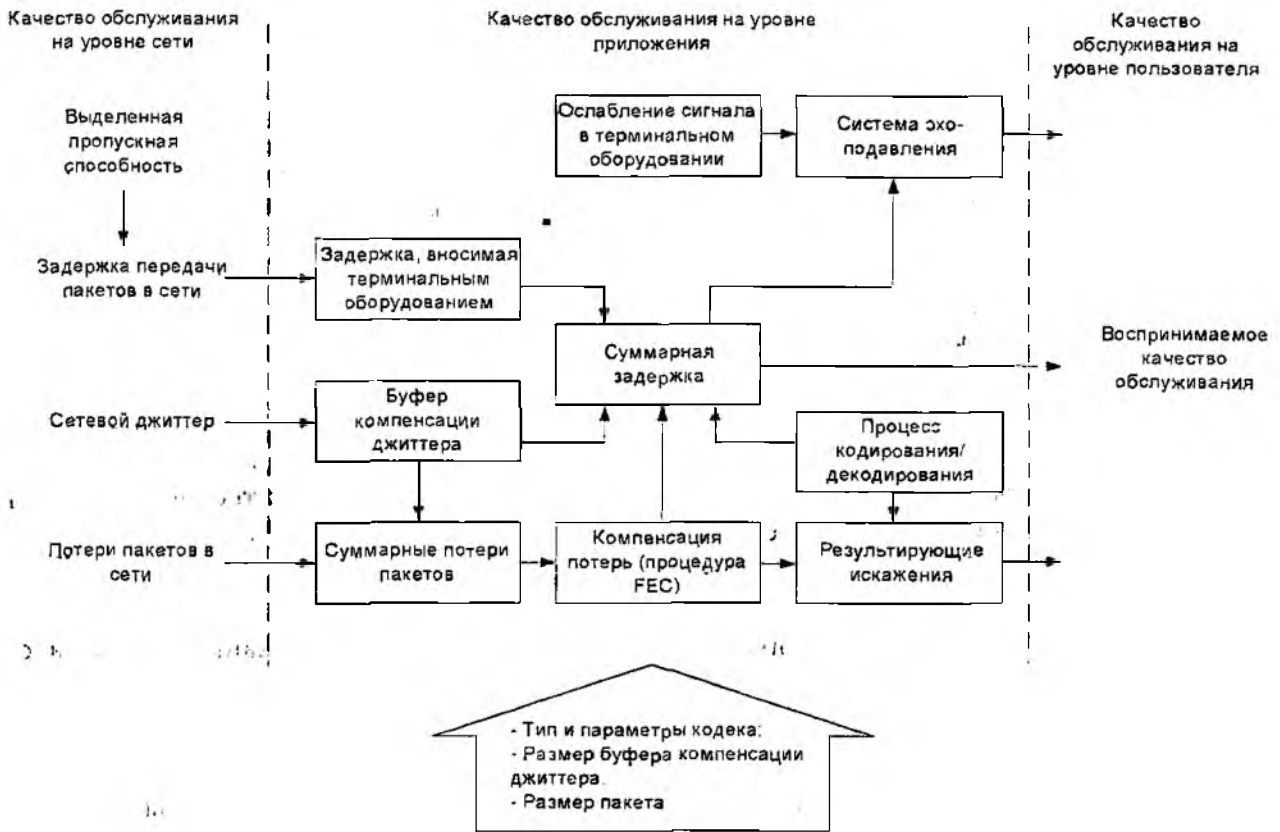 Качество обслуживания
на уровне сети
Качество обслуживания на уровне
приложения
Качество
обслуживания на
уровне пользователя
Выделенная
пропускная
способность
Ослабление сигнала
в терминальном
оборудовании
Система эхо-
подавления
Задержка передачи
пакетов в сети
Задержка, вносимая
терминальным
оборудованием
Суммарная
задержка
Воспринимаемое
качество
обслуживания
Сетевой джиттер
Буфер
компенсации
джиттера
Процесс
кодирования/
декодирования
Потери пакетов в
сети
Суммарные потери
пакетов
Компенсация
потерь (процедура
FEC)
Результирующие
искажения
- Тип и параметры кодека;
- Размер буфера компенсации
джиттера.
- Размер пакета